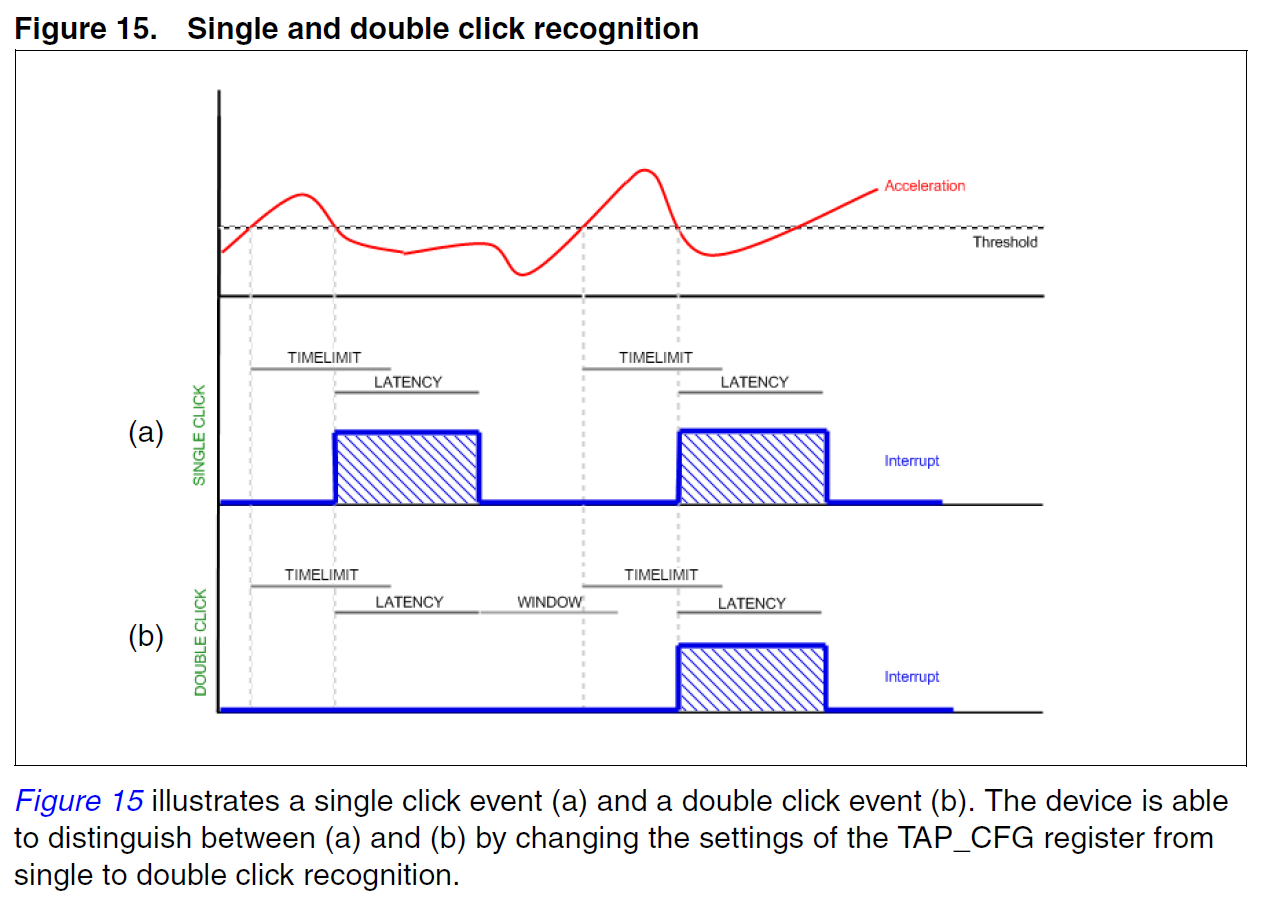 Figure 15. Single and double click recognition
Acceleration
Threshold
TIMELIMIT
TIMELIMIT
LATENCY
LATENCY
(a)
SINGLE CLICK
Interrupt
TIMELIMIT
TIMELIMIT
LATENCY
WINDOW
LATENCY
(b)
DOUBLE CLICK
Interrupt
Figure 15 illustrates a single click event (a) and a double click event (b). The device is able
to distinguish between (a) and (b) by changing the settings of the TAP_CFG register from
single to double click recognition.